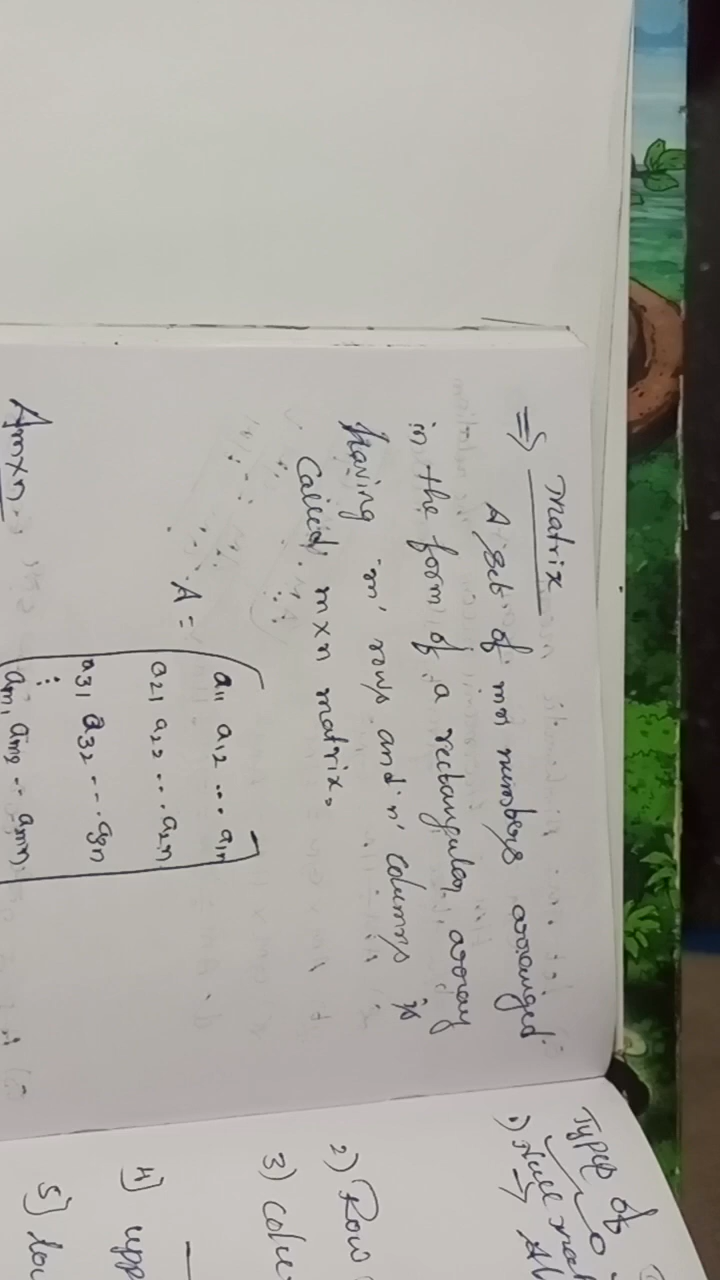 ⇒ Matrix
A set of mn numbers arranged
in the form of a rectangular array
having 'm' rows and 'n' columns is
called m×n matrix.
A =
a11 a12 ... a1n
a21 a22 ... a2n
a31 a32 ... a3n
⋮
am1 am2 .. amn
Am×n
Types of
1) Null
⇒
2) Row
3) colu
4) upp
5) low